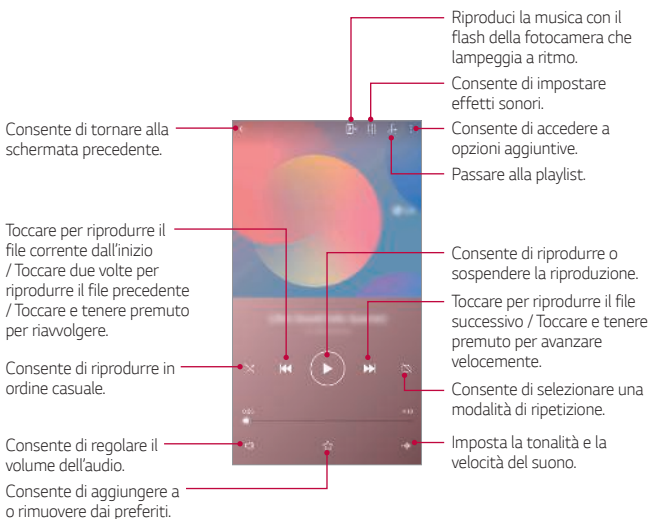 Riproduci la musica con il
flash della fotocamera che
lampeggia a ritmo.
Consente di impostare
effetti sonori.
Consente di tornare alla
schermata precedente.
Consente di accedere a
opzioni aggiuntive.
Passare alla playlist.
Toccare per riprodurre il
file corrente dall'inizio
/ Toccare due volte per
riprodurre il file precedente
/ Toccare e tenere premuto
per riavvolgere.
Consente di riprodurre o
sospendere la riproduzione.
Toccare per riprodurre il file
successivo / Toccare e tenere
premuto per avanzare
velocemente.
Consente di riprodurre in
ordine casuale.
Consente di selezionare una
modalità di ripetizione.
Consente di regolare il
volume dell'audio.
Imposta la tonalità e la
velocità del suono.
Consente di aggiungere a
o rimuovere dai preferiti.